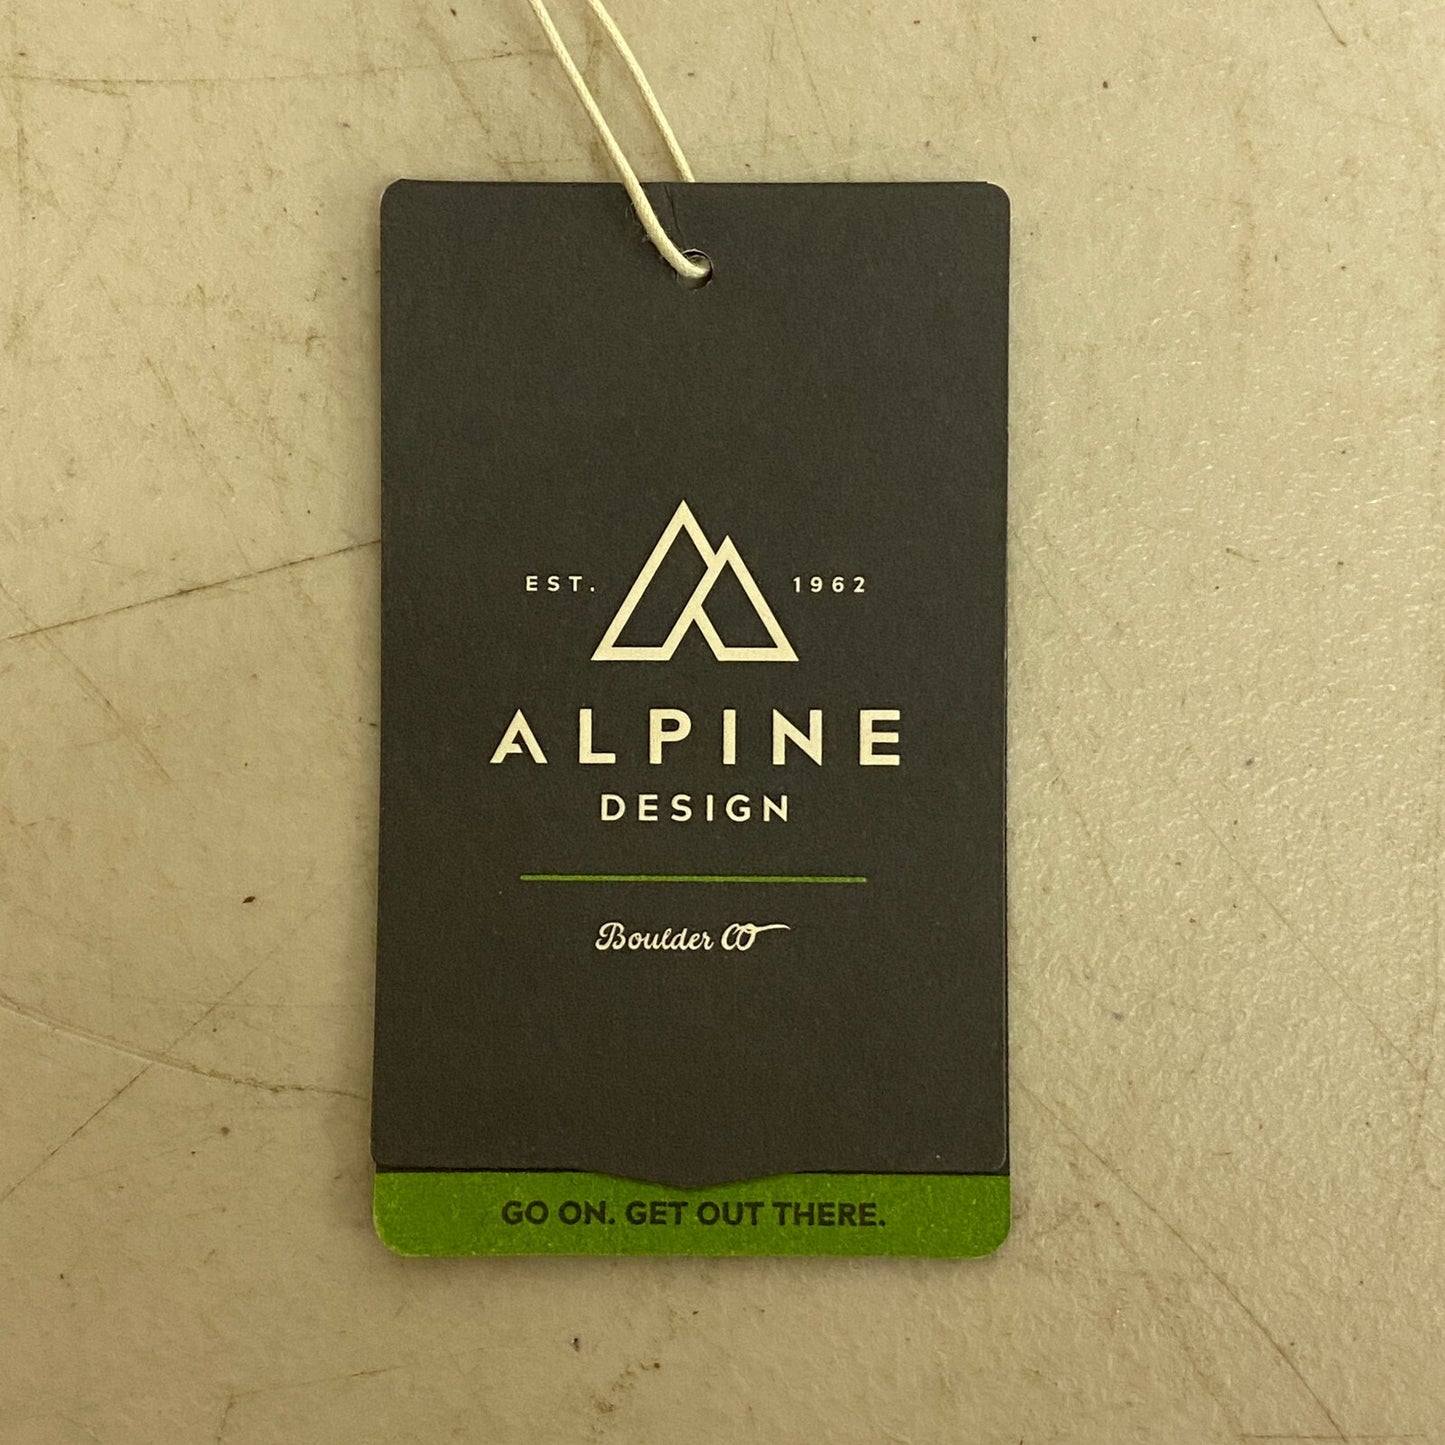 EST. 1962
ALPINE
DESIGN
Boulder CO
GO ON. GET OUT THERE.